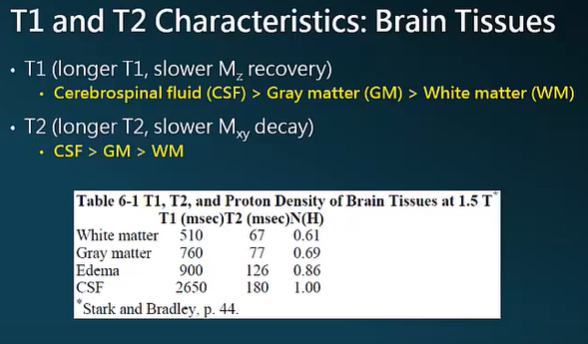 T1 and T2 Characteristics: Brain Tissues
• T1 (longer T1, slower Mz recovery)
• Cerebrospinal fluid (CSF) > Gray matter (GM) > White matter (WM)
• T2 (longer T2, slower Mxy decay)
• CSF > GM > WM
Table 6-1 T1, T2, and Proton Density of Brain Tissues at 1.5 T*
T1 (msec)T2 (msec)N(H)
White matter 510 67 0.61
Gray matter 760 77 0.69
Edema 900 126 0.86
CSF 2650 180 1.00
*Stark and Bradley, p. 44.